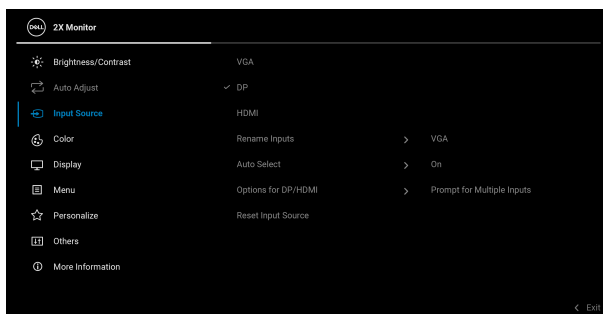 DELL 2X Monitor
Brightness/Contrast VGA
Auto Adjust DP
Input Source HDMI
Color Rename Inputs VGA
Display Auto Select On
Menu Options for DP/HDMI Prompt for Multiple Inputs
Personalize Reset Input Source
Others
More Information
Exit